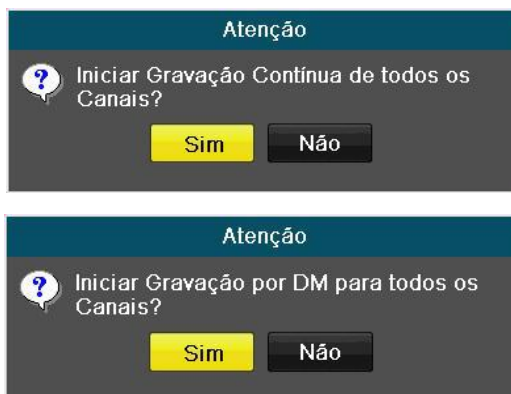 Atenção
Iniciar Gravação Contínua de todos os
Canais?
Sim Não
Atenção
Iniciar Gravação por DM para todos os
Canais?
Sim Não